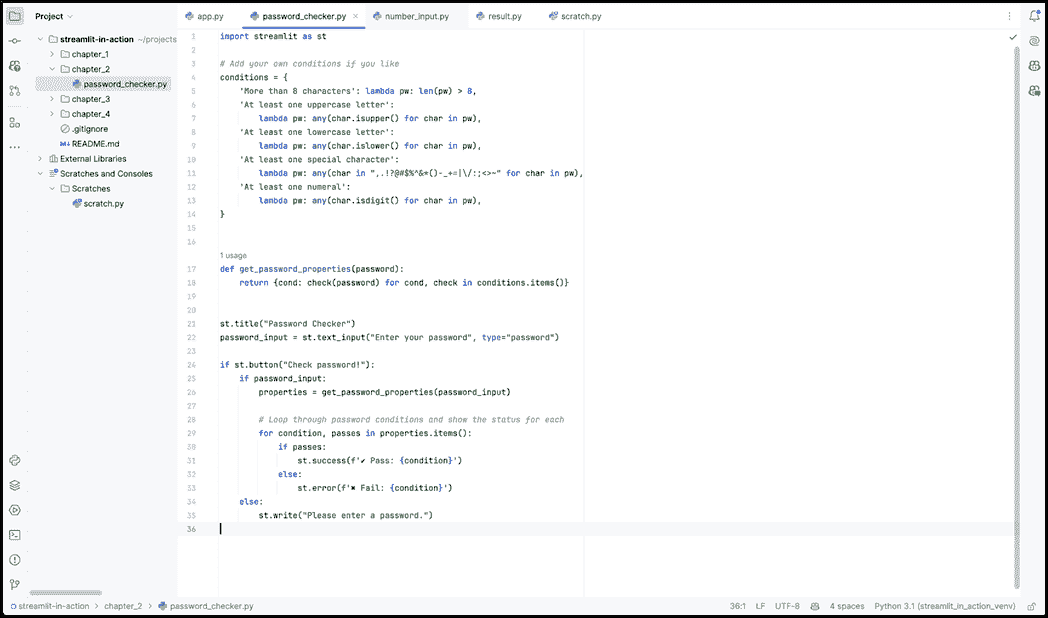 Project
app.py
password_checker.py
number_input.py
result.py
scratch.py
streamlit-in-action ~/projects
chapter_1
chapter_2
password_checker.py
chapter_3
chapter_4
.gitignore
README.md
External Libraries
Scratches and Consoles
Scratches
scratch.py
1 import streamlit as st
2
3 # Add your own conditions if you like
4 conditions = {
5 'More than 8 characters': lambda pw: len(pw) > 8,
6 'At least one uppercase letter':
7 lambda pw: any(char.isupper() for char in pw),
8 'At least one lowercase letter':
9 lambda pw: any(char.islower() for char in pw),
10 'At least one special character':
11 lambda pw: any(char in ",.!?@#$%^&*()-_+=|\/:;<>~" for char in pw),
12 'At least one numeral':
13 lambda pw: any(char.isdigit() for char in pw),
14 }
15
16
1 usage
17 def get_password_properties(password):
18 return {cond: check(password) for cond, check in conditions.items()}
19
20
21 st.title("Password Checker")
22 password_input = st.text_input("Enter your password", type="password")
23
24 if st.button("Check password!"):
25 if password_input:
26 properties = get_password_properties(password_input)
27
28 # Loop through password conditions and show the status for each
29 for condition, passes in properties.items():
30 if passes:
31 st.success(f'✔ Pass: {condition}')
32 else:
33 st.error(f'✖ Fail: {condition}')
34 else:
35 st.write("Please enter a password.")
36
streamlit-in-action > chapter_2 > password_checker.py
36:1 LF UTF-8 4 spaces Python 3.1 (streamlit_in_action_venv)